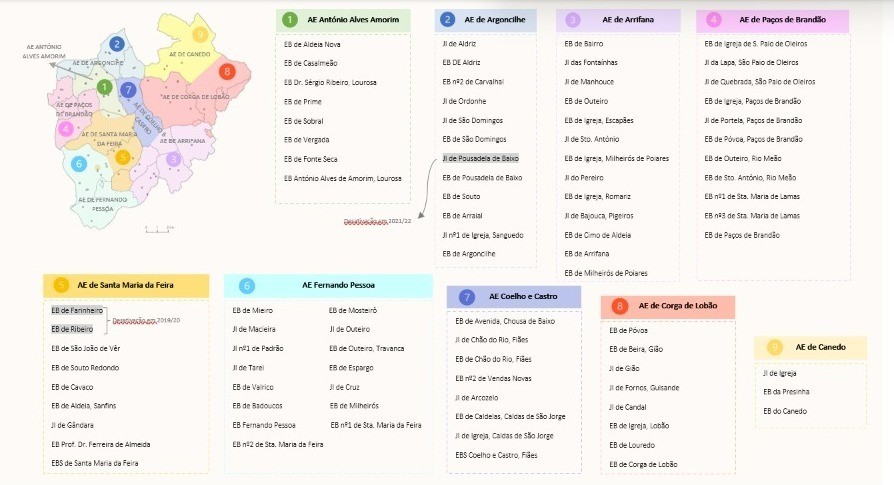 AE ANTÓNIO
ALVES AMORIM
AE DE ARGONCILHE
AE DE CANEDO
AE DE CORGA DE LOBÃO
AE DE PAÇOS
DE BRANDÃO
AE DE COELHO E
CASTRO
AE DE SANTA MARIA
DA FEIRA
AE DE ARRIFANA
AE DE FERNANDO
PESSOA
1
2
3
4
5
6
7
8
9
1 AE António Alves Amorim
EB de Aldeia Nova
EB de Casalmeão
EB Dr. Sérgio Ribeiro, Lourosa
EB de Prime
EB de Sobral
EB de Vergada
EB de Fonte Seca
EB António Alves de Amorim, Lourosa
2 AE de Argoncilhe
JI de Aldriz
EB DE Aldriz
EB nº2 de Carvalhal
JI de Ordonhe
JI de São Domingos
EB de São Domingos
JI de Pousadela de Baixo
EB de Pousadela de Baixo
EB de Souto
EB de Arraial
JI nº1 de Igreja, Sanguedo
EB de Argoncilhe
Desativação em 2021/22
3 AE de Arrifana
EB de Bairro
JI das Fontaínhas
JI de Manhouce
EB de Outeiro
EB de Igreja, Escapães
JI de Sto. António
EB de Igreja, Milheirós de Poiares
JI do Pereiro
EB de Igreja, Romariz
JI de Bajouca, Pigeiros
EB de Cimo de Aldeia
EB de Arrifana
EB de Milheirós de Poiares
4 AE de Paços de Brandão
EB de Igreja de S. Paio de Oleiros
JI da Lapa, São Paio de Oleiros
JI de Quebrada, São Paio de Oleiros
EB de Igreja, Paços de Brandão
JI de Portela, Paços de Brandão
EB de Póvoa, Paços de Brandão
EB de Outeiro, Rio Meão
EB de Sto. António, Rio Meão
EB nº1 de Sta. Maria de Lamas
EB nº3 de Sta. Maria de Lamas
EB de Paços de Brandão
5 AE de Santa Maria da Feira
EB de Farinheiro
EB de Ribeiro
Desativação em 2019/20
EB de São João de Vêr
EB de Souto Redondo
EB de Cavaco
EB de Aldeia, Sanfins
JI de Gândara
EB Prof. Dr. Ferreira de Almeida
EBS de Santa Maria da Feira
6 AE Fernando Pessoa
EB de Mieiro
JI de Macieira
JI nº1 de Padrão
JI de Tarei
EB de Valrico
EB de Badoucos
EB Fernando Pessoa
EB nº2 de Sta. Maria da Feira
EB de Mosteirô
JI de Outeiro
EB de Outeiro, Travanca
EB de Espargo
JI de Cruz
EB de Milheirós
EB nº1 de Sta. Maria da Feira
7 AE Coelho e Castro
EB de Avenida, Chousa de Baixo
JI de Chão do Rio, Fiães
EB de Chão do Rio, Fiães
EB nº2 de Vendas Novas
JI de Arcozelo
EB de Caldelas, Caldas de São Jorge
JI de Igreja, Caldas de São Jorge
EBS Coelho e Castro, Fiães
8 AE de Corga de Lobão
EB de Póvoa
EB de Beira, Gião
JI de Gião
JI de Fornos, Guisande
JI de Candal
EB de Igreja, Lobão
EB de Louredo
EB de Corga de Lobão
9 AE de Canedo
JI de Igreja
EB da Presinha
EB do Canedo